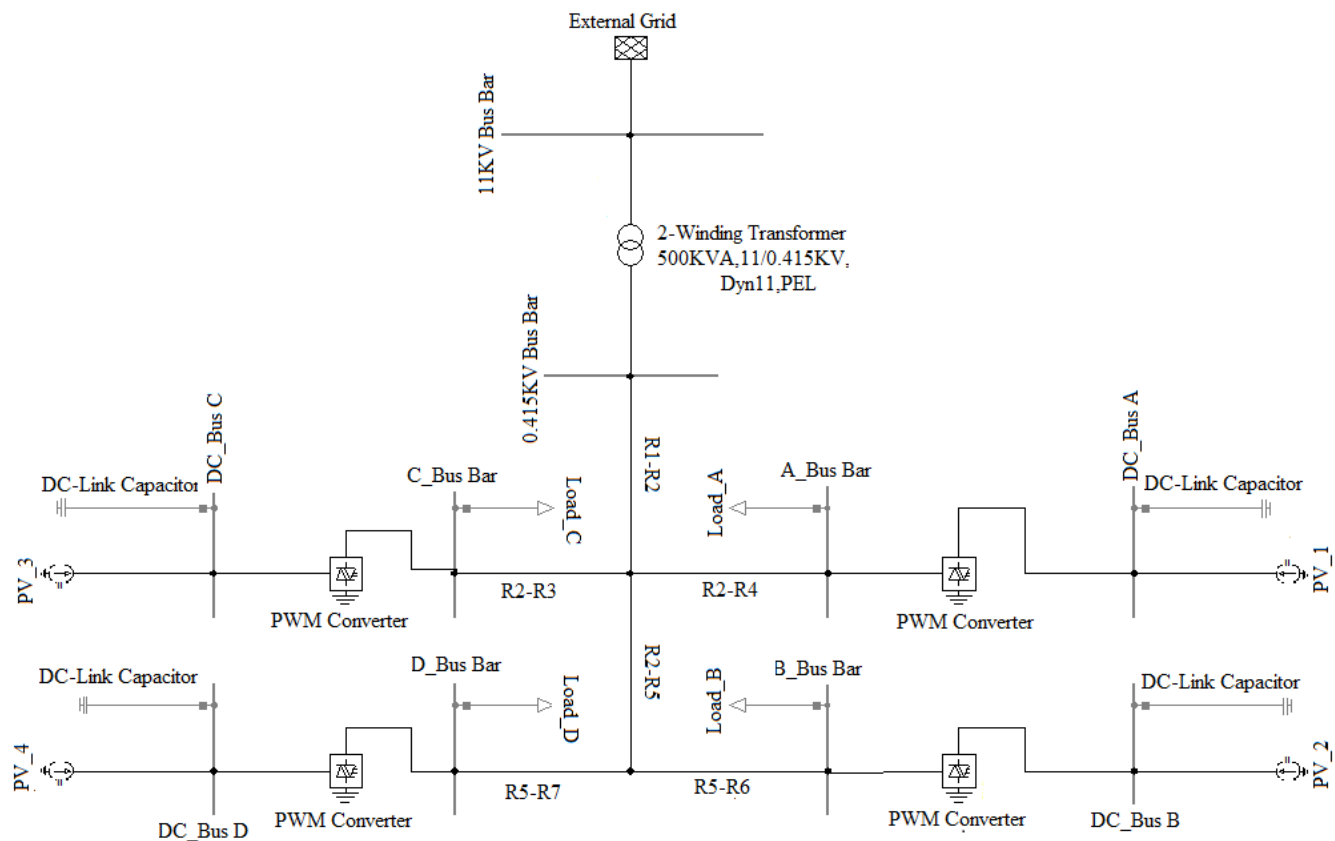 External Grid
11KV Bus Bar
2-Winding Transformer
500KVA,11/0.415KV,
Dyn11,PEL
0.415KV Bus Bar
R1-R2
DC_Bus C
DC-Link Capacitor
PV_3
PWM Converter
C_Bus Bar
Load_C
R2-R3
Load_A
A_Bus Bar
R2-R4
PWM Converter
DC_Bus A
DC-Link Capacitor
PV_1
DC-Link Capacitor
PV_4
DC_Bus D
PWM Converter
D_Bus Bar
Load_D
R5-R7
R2-R5
Load_B
B_Bus Bar
R5-R6
PWM Converter
DC-Link Capacitor
PV_2
DC_Bus B